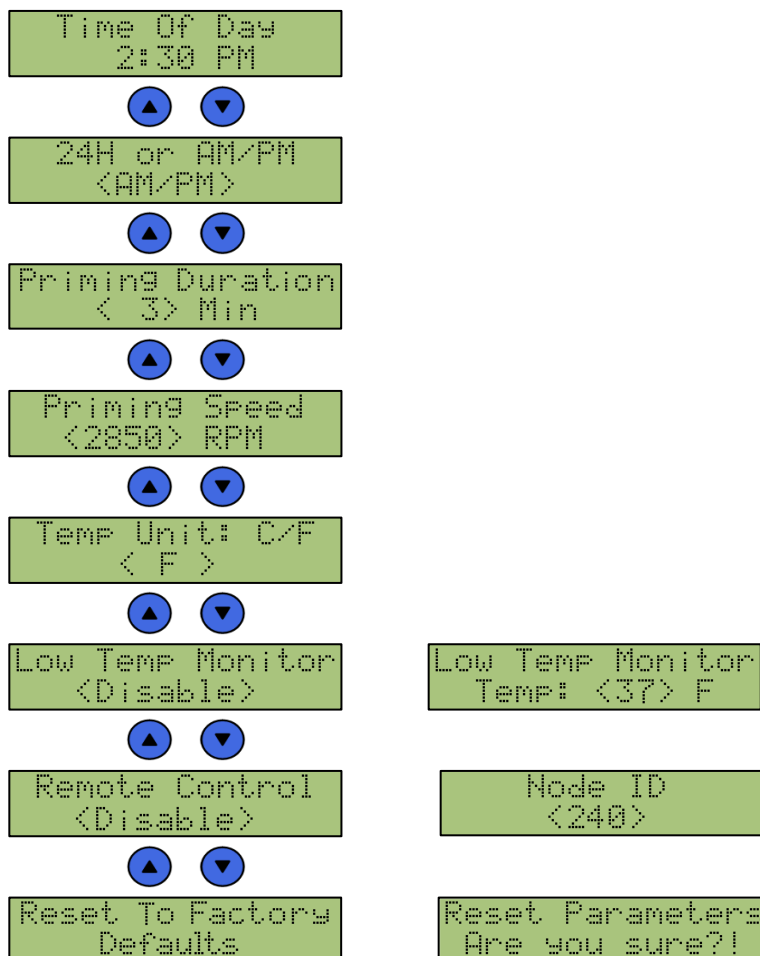 Time Of Day
2:30 PM
24H or AM/PM
<AM/PM>
Priming Duration
< 3> Min
Priming Speed
<2850> RPM
Temp Unit: C/F
< F >
Low Temp Monitor
<Disable>
Low Temp Monitor
Temp: <37> F
Remote Control
<Disable>
Node ID
<240>
Reset To Factory
Defaults
Reset Parameters
Are you sure?!